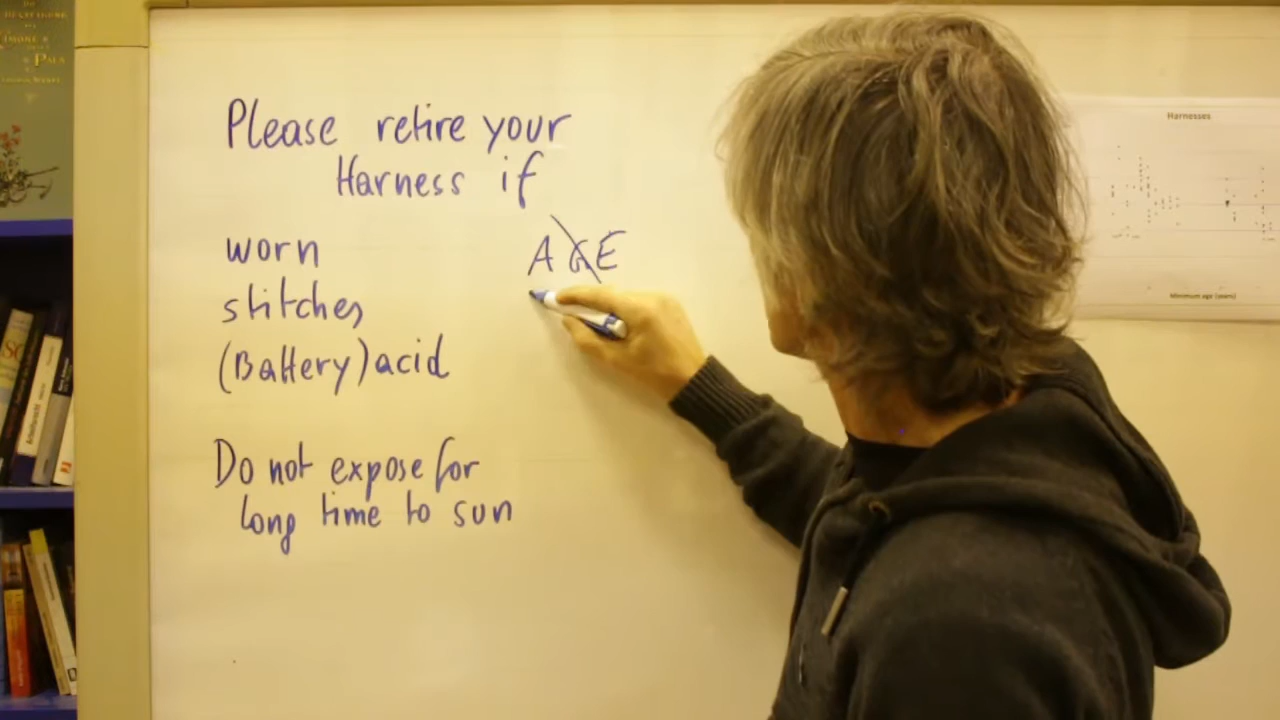 Please retire your
Harness if
worn
AGE
stitches
(Battery) acid
Do not expose for
long time to sun
Harnesses
Minimum age (years)